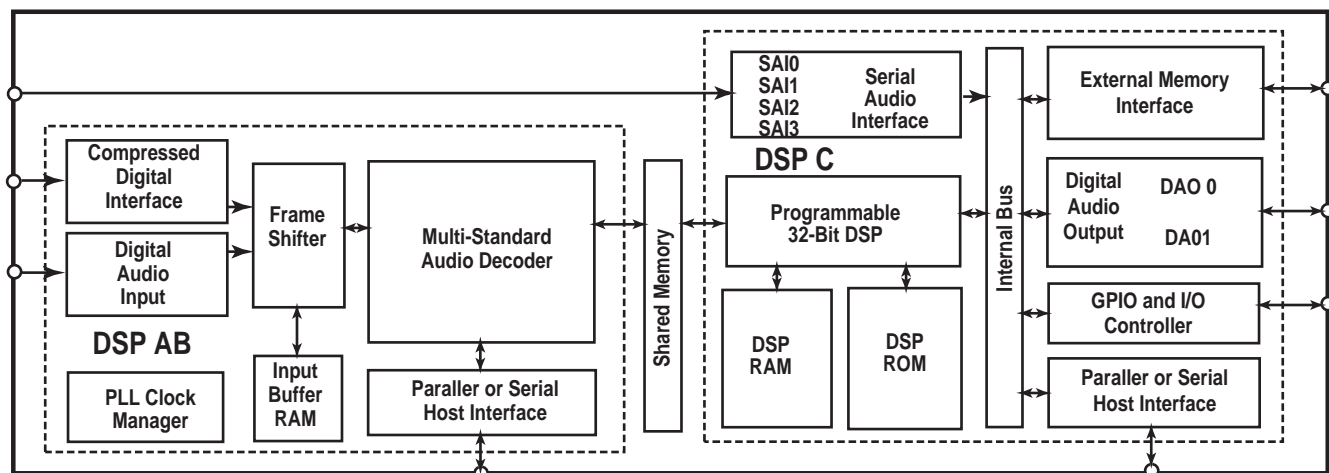 SAI0
SAI1
SAI2
SAI3
Serial
Audio
Interface
External Memory
Interface
Compressed
Digital
Interface
DSP C
Frame
Shifter
Multi-Standard
Audio Decoder
Programmable
32-Bit DSP
Digital
Audio
Output
DAO 0
DA01
Digital
Audio
Input
Shared Memory
Internal Bus
DSP AB
DSP
RAM
DSP
ROM
GPIO and I/O
Controller
PLL Clock
Manager
Input
Buffer
RAM
Paraller or Serial
Host Interface
Paraller or Serial
Host Interface